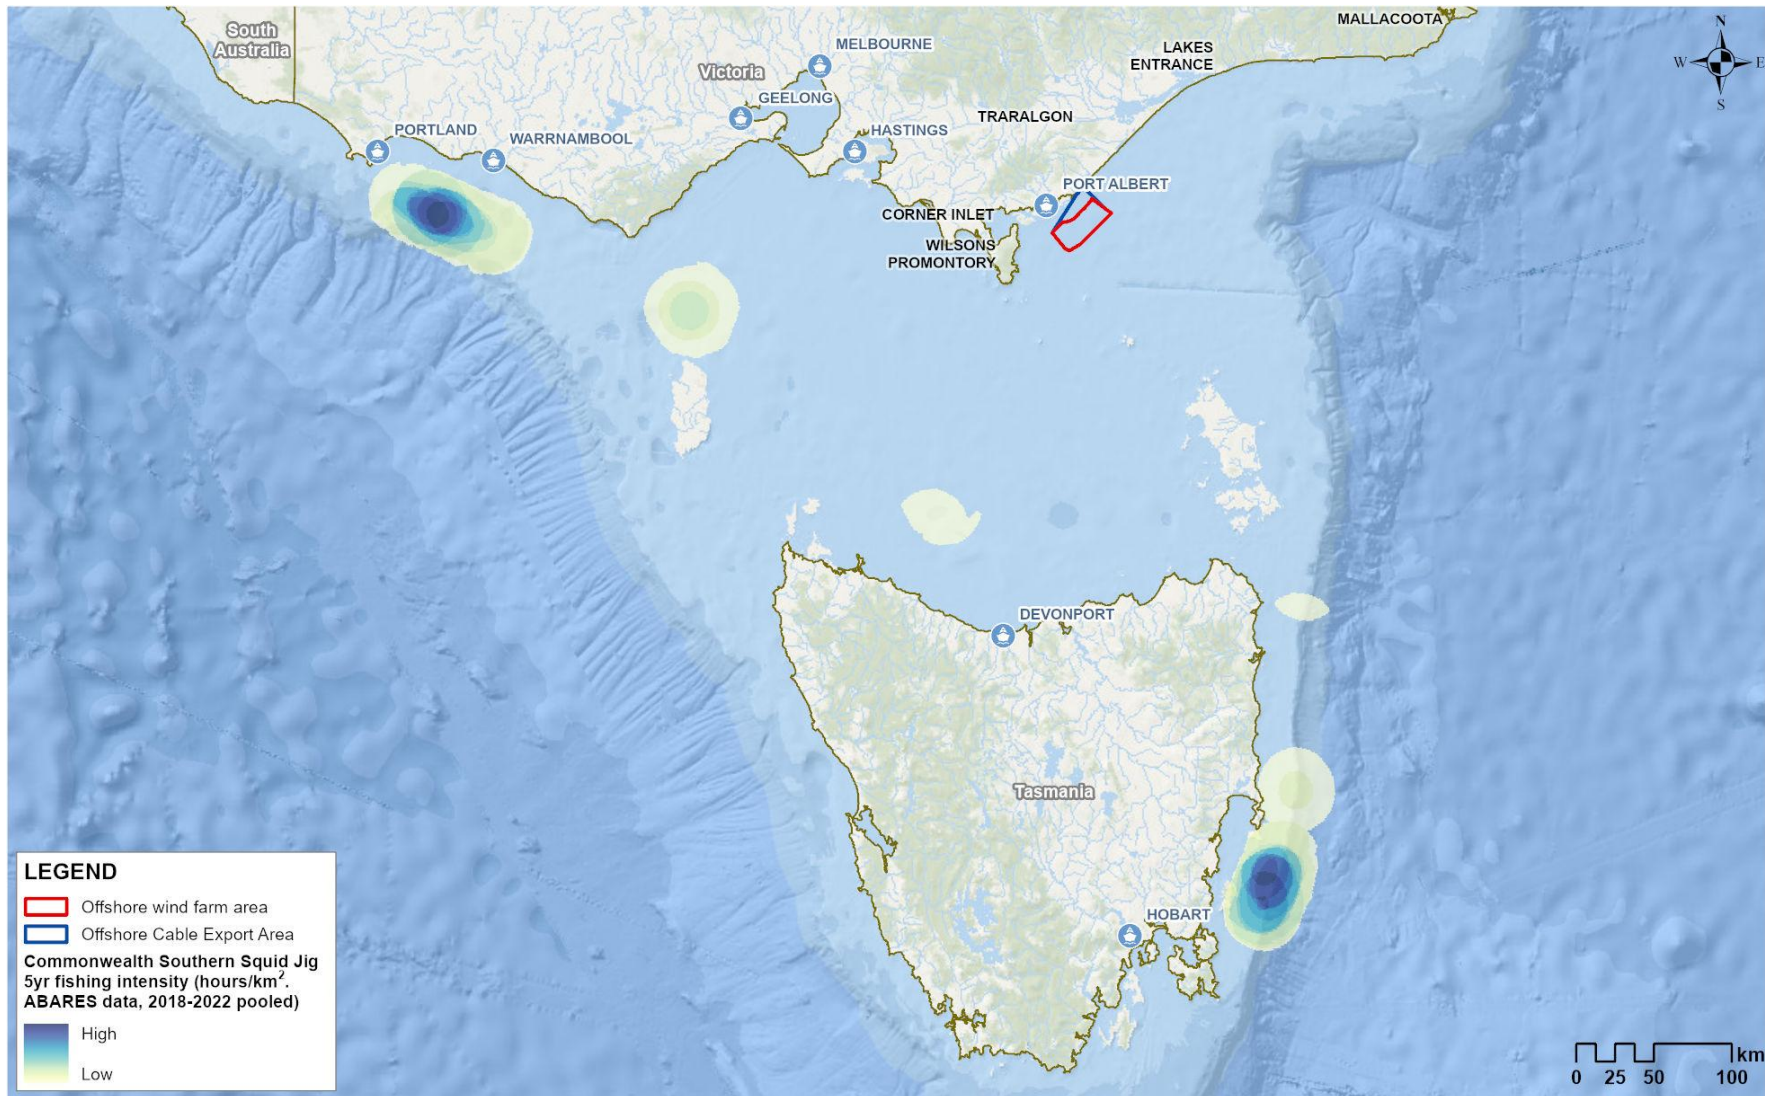 MALLACOOTA
N
W
E
S
South
Australia
MELBOURNE
LAKES
ENTRANCE
Victoria
GEELONG
TRARALGON
PORTLAND
WARRNAMBOOL
HASTINGS
PORT ALBERT
CORNER INLET
WILSONS
PROMONTORY
DEVONPORT
Tasmania
HOBART
LEGEND
Offshore wind farm area
Offshore Cable Export Area
Commonwealth Southern Squid Jig
5yr fishing intensity (hours/km².
ABARES data, 2018-2022 pooled)
High
Low
km
0 25 50 100